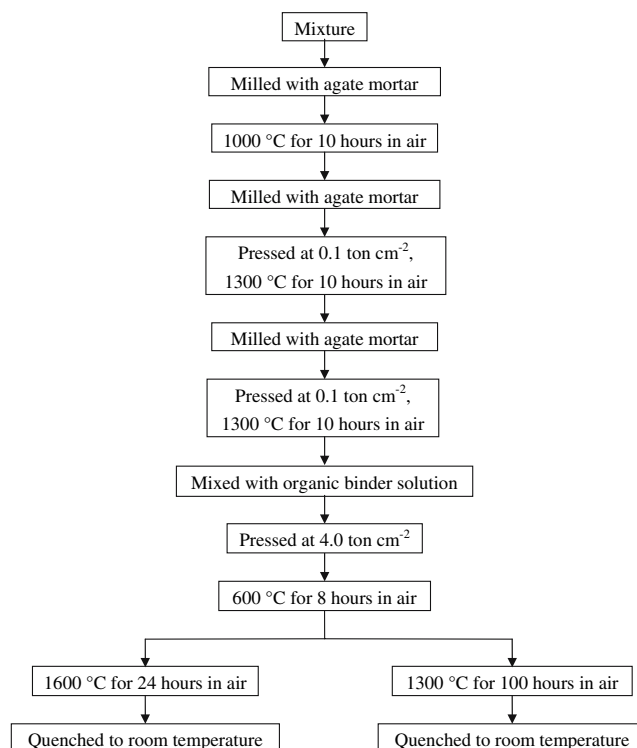 Mixture
Milled with agate mortar
1000 °C for 10 hours in air
Milled with agate mortar
Pressed at 0.1 ton cm⁻²,
1300 °C for 10 hours in air
Milled with agate mortar
Pressed at 0.1 ton cm⁻²,
1300 °C for 10 hours in air
Mixed with organic binder solution
Pressed at 4.0 ton cm⁻²
600 °C for 8 hours in air
1600 °C for 24 hours in air
1300 °C for 100 hours in air
Quenched to room temperature
Quenched to room temperature